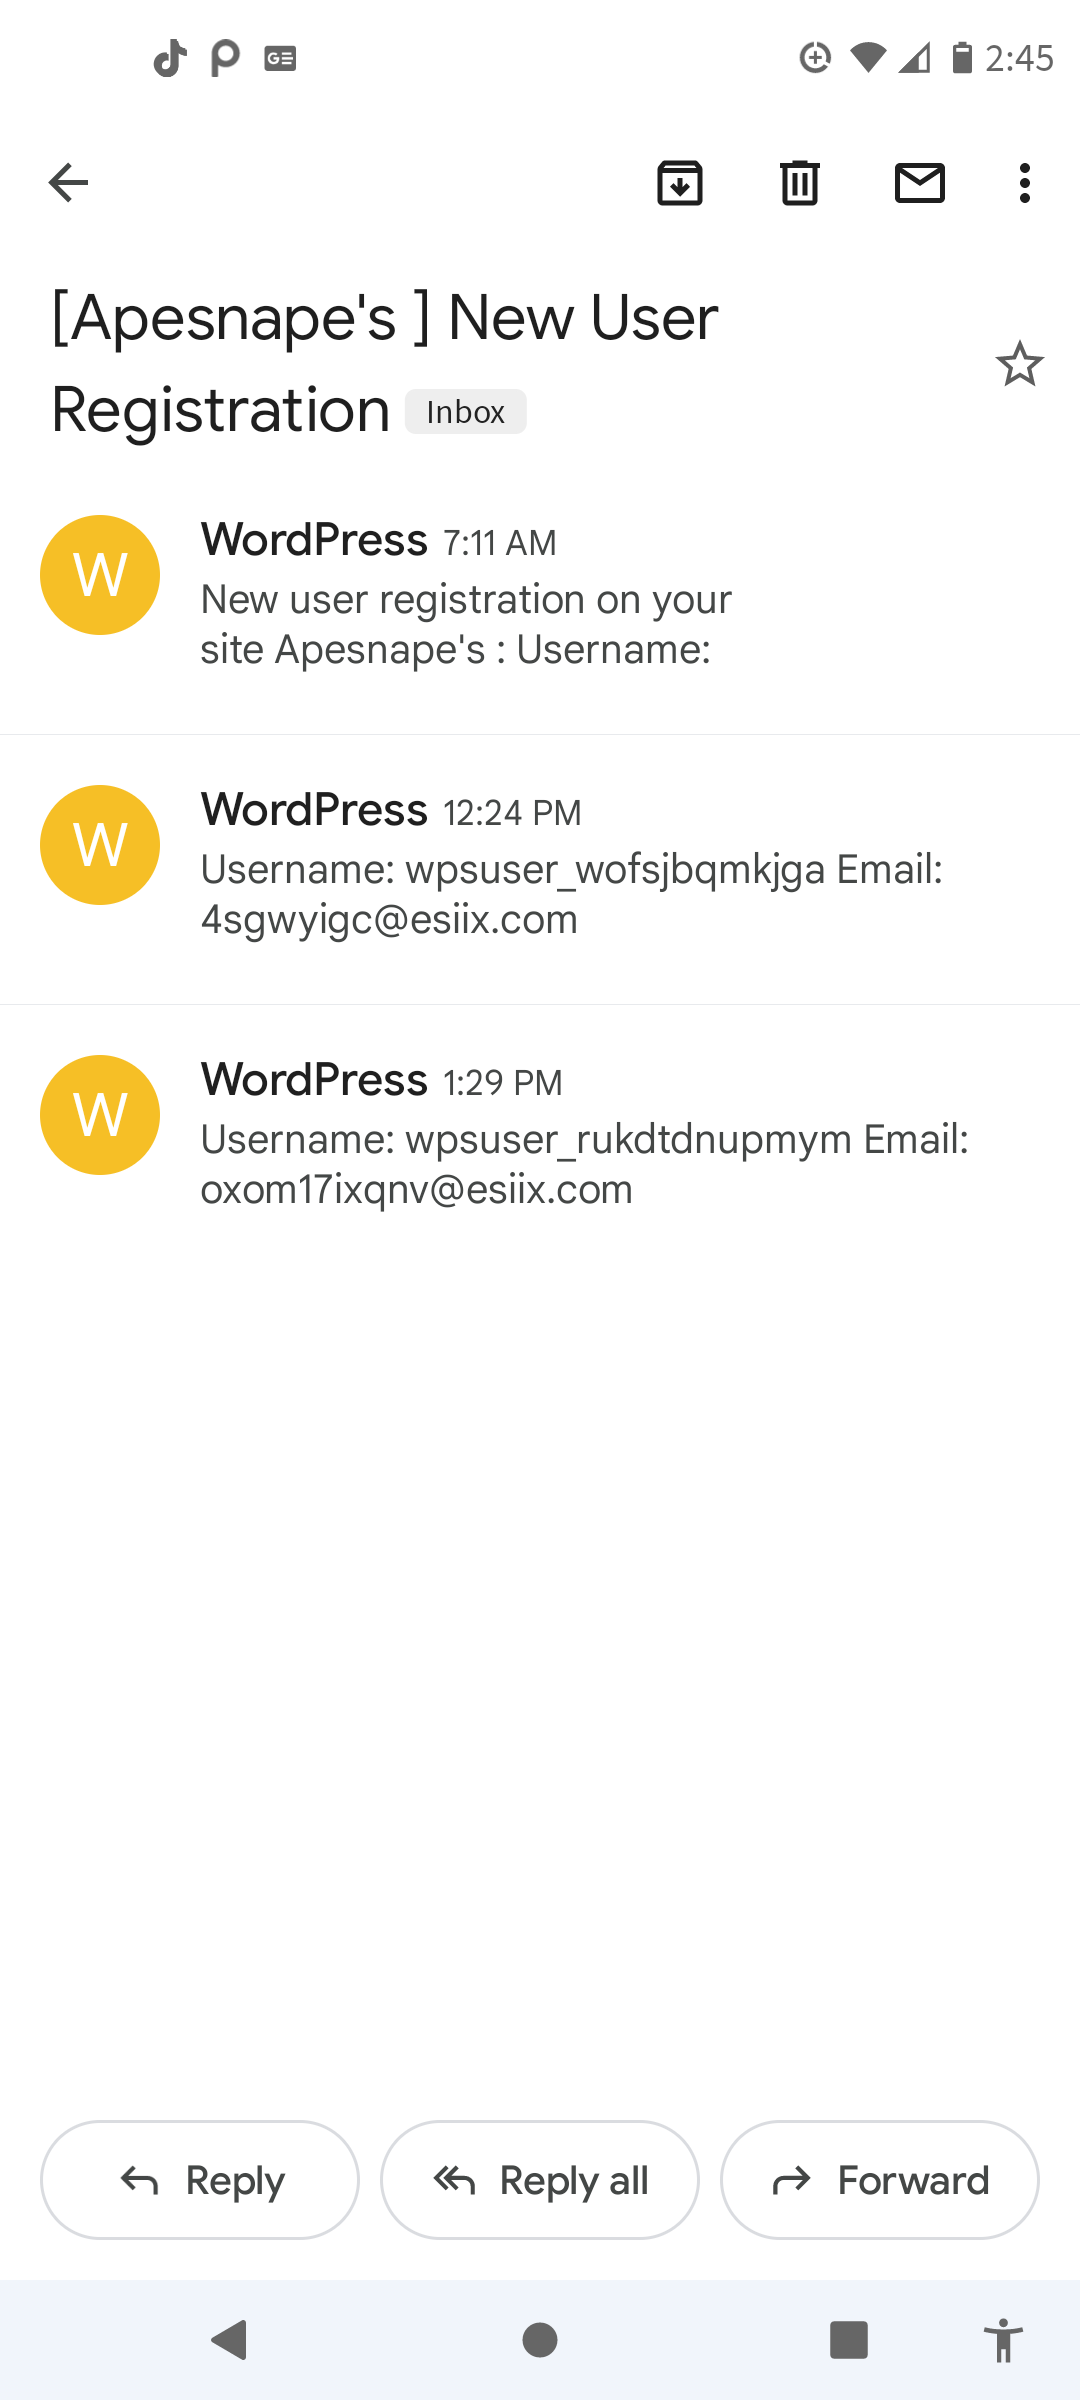 2:45
[Apesnape's ] New User
Registration Inbox
W
WordPress 7:11 AM
New user registration on your
site Apesnape's : Username:
W
WordPress 12:24 PM
Username: wpsuser_wofsjbqmkjga Email:
4sgwyigc@esiix.com
W
WordPress 1:29 PM
Username: wpsuser_rukdtdnupmym Email:
oxom17ixqnv@esiix.com
Reply
Reply all
Forward